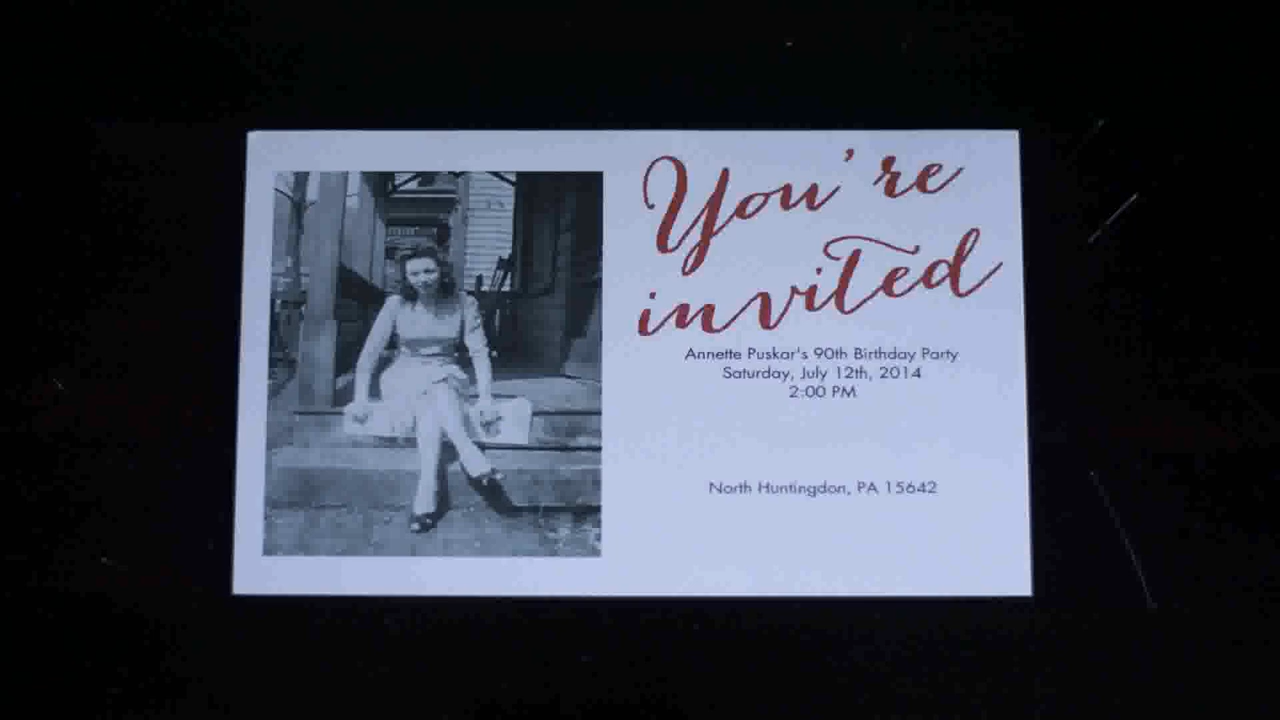 You're
invited
Annette Puskar's 90th Birthday Party
Saturday, July 12th, 2014
2:00 PM
North Huntingdon, PA 15642